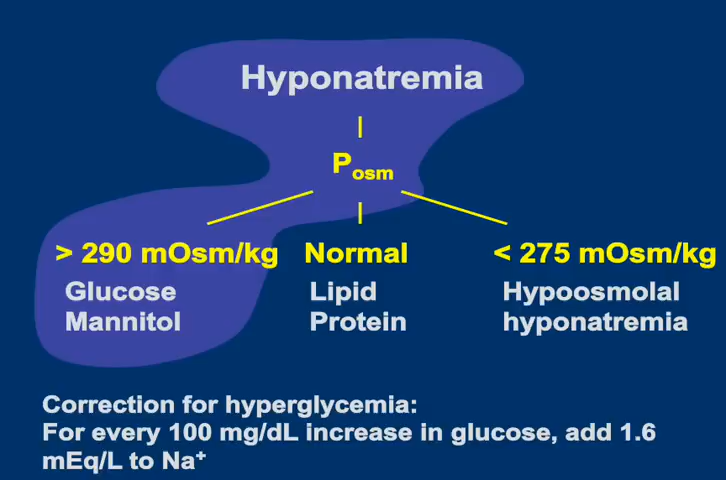 Hyponatremia
Posm
> 290 mOsm/kg
Glucose
Mannitol
Normal
Lipid
Protein
< 275 mOsm/kg
Hypoosmolal
hyponatremia
Correction for hyperglycemia:
For every 100 mg/dL increase in glucose, add 1.6
mEq/L to Na⁺